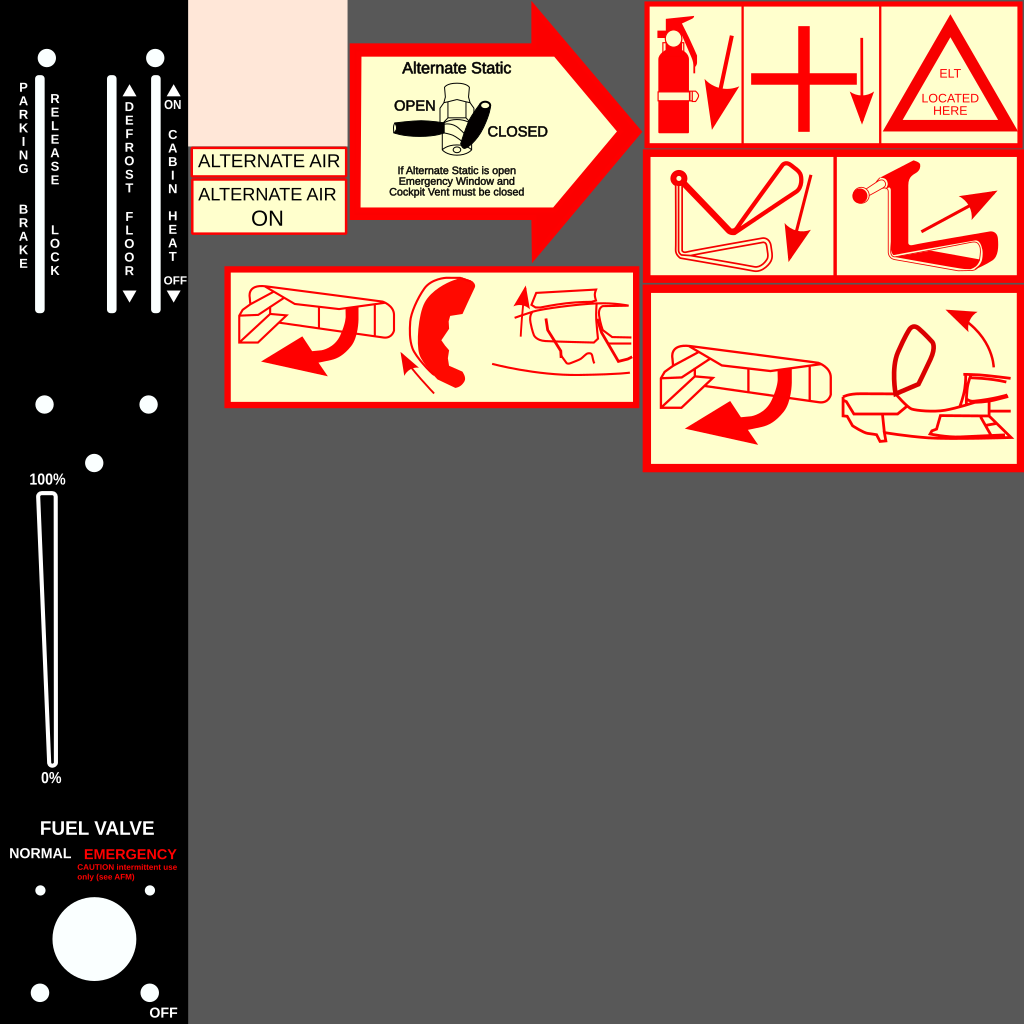 PARKING BRAKE
RELEASE LOCK
DEFROST FLOOR
ON
CABIN HEAT
OFF
100%
0%
FUEL VALVE
NORMAL
EMERGENCY
CAUTION intermittent use
only (see AFM)
OFF
ALTERNATE AIR
ALTERNATE AIR
ON
Alternate Static
OPEN
CLOSED
If Alternate Static is open
Emergency Window and
Cockpit Vent must be closed
ELT
LOCATED
HERE